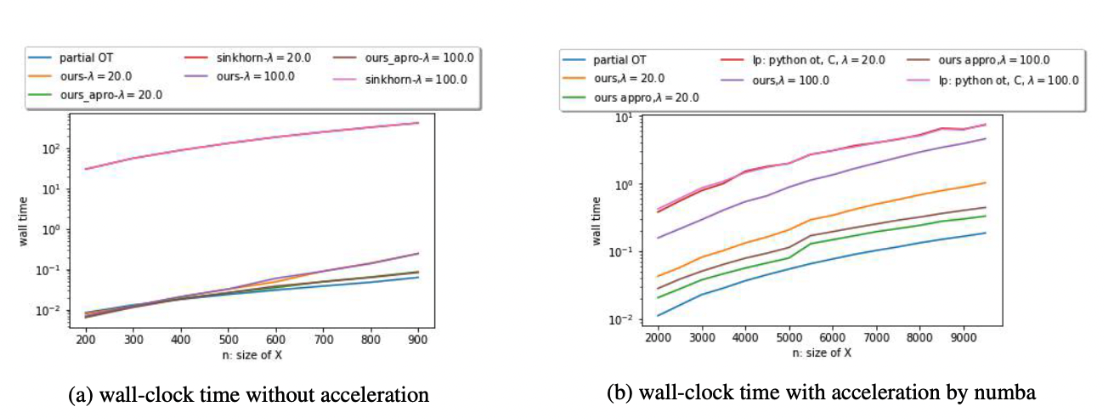 partial OT
ours-λ = 20.0
ours_apro-λ = 20.0
sinkhorn-λ = 20.0
ours-λ = 100.0
ours_apro-λ = 100.0
sinkhorn-λ = 100.0
wall time
10²
10¹
10⁰
10⁻¹
10⁻²
200 300 400 500 600 700 800 900
n: size of X
(a) wall-clock time without acceleration
partial OT
ours,λ = 20.0
ours appro,λ = 20.0
lp: python ot, C, λ = 20.0
ours,λ = 100.0
ours appro,λ = 100.0
lp: python ot, C, λ = 100.0
wall time
10¹
10⁰
10⁻¹
10⁻²
2000 3000 4000 5000 6000 7000 8000 9000
n: size of X
(b) wall-clock time with acceleration by numba